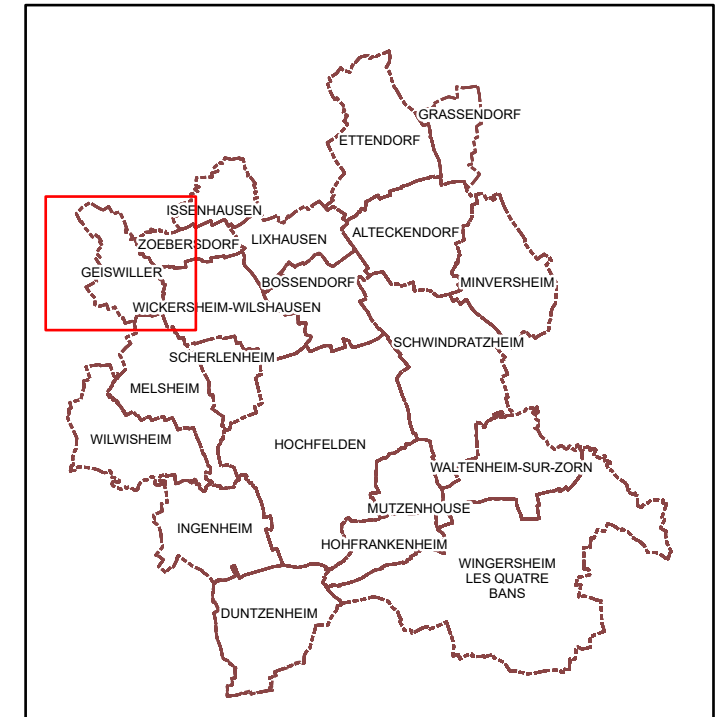 GRASSENDORF
ETTENDORF
ISSENHAUSEN
ALTECKENDORF
LIXHAUSEN
ZOEBERSDORF
GEISWILLER
BOSSENDORF
MINVERSHEIM
WICKERSHEIM-WILSHAUSEN
SCHWINDRATZHEIM
SCHERLENHEIM
MELSHEIM
WILWISHEIM
HOCHFELDEN
WALTENHEIM-SUR-ZORN
MUTZENHOUSE
INGENHEIM
HOHFRANKENHEIM
WINGERSHEIM
LES QUATRE
BANS
DUNTZENHEIM